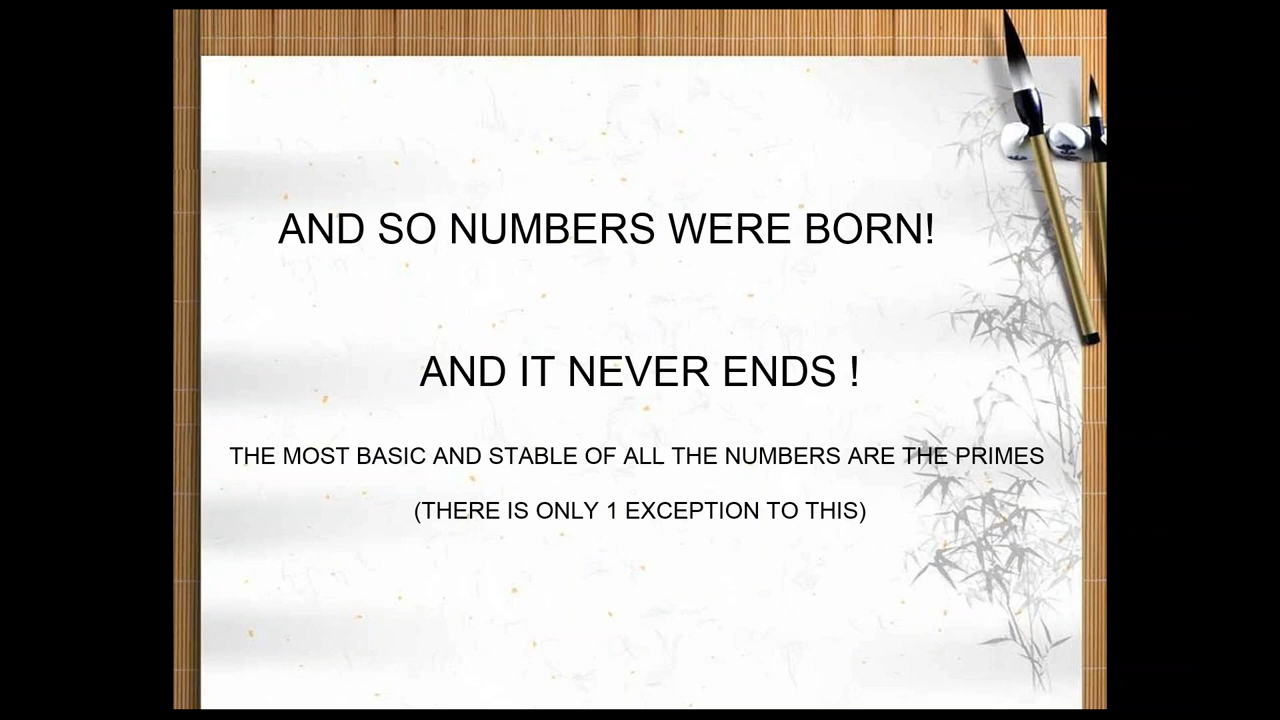 AND SO NUMBERS WERE BORN!
AND IT NEVER ENDS !
THE MOST BASIC AND STABLE OF ALL THE NUMBERS ARE THE PRIMES
(THERE IS ONLY 1 EXCEPTION TO THIS)